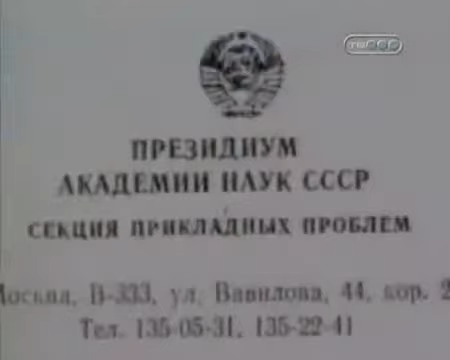 ПРЕЗИДИУМ
АКАДЕМИИ НАУК СССР
СЕКЦИЯ ПРИКЛАДНЫХ ПРОБЛЕМ
Москва, В-333, ул. Вавилова, 44, кор. 2
Тел. 135-05-31, 135-22-41